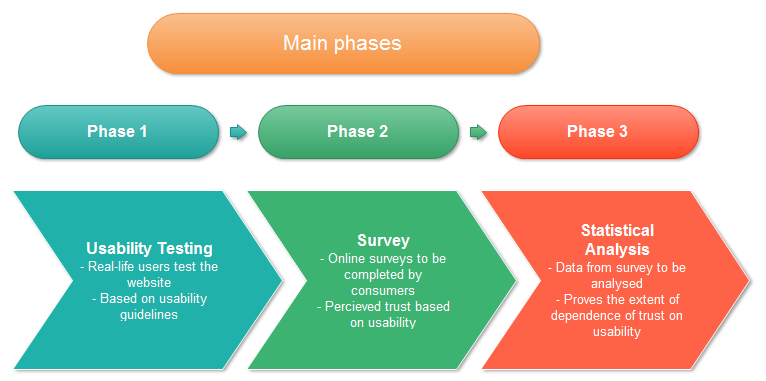 Main phases
Phase 1
Phase 2
Phase 3
Usability Testing
- Real-life users test the
website
- Based on usability
guidelines
Survey
- Online surveys to be
completed by
consumers
- Percieved trust based
on usability
Statistical
Analysis
- Data from survey to be
analysed
- Proves the extent of
dependence of trust on
usability